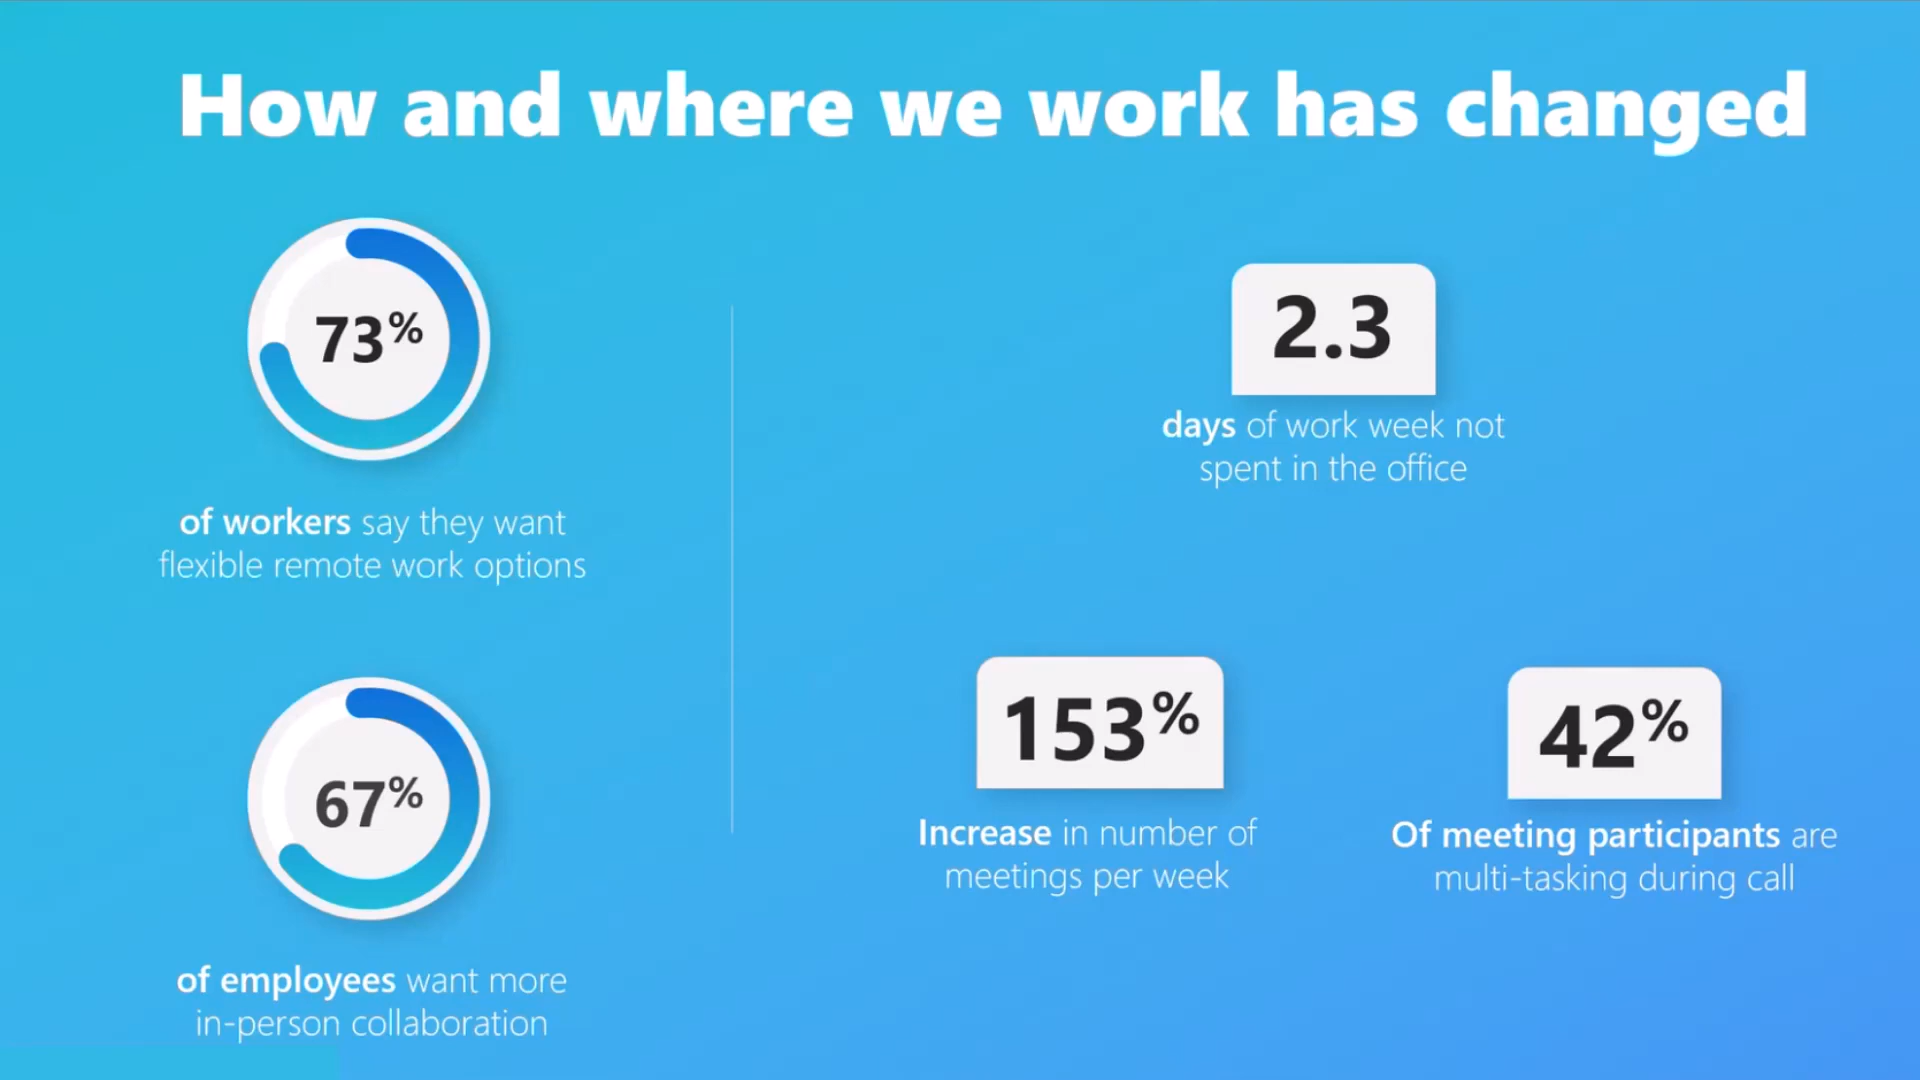 How and where we work has changed
73%
of workers say they want
flexible remote work options
67%
of employees want more
in-person collaboration
2.3
days of work week not
spent in the office
153%
Increase in number of
meetings per week
42%
Of meeting participants are
multi-tasking during call